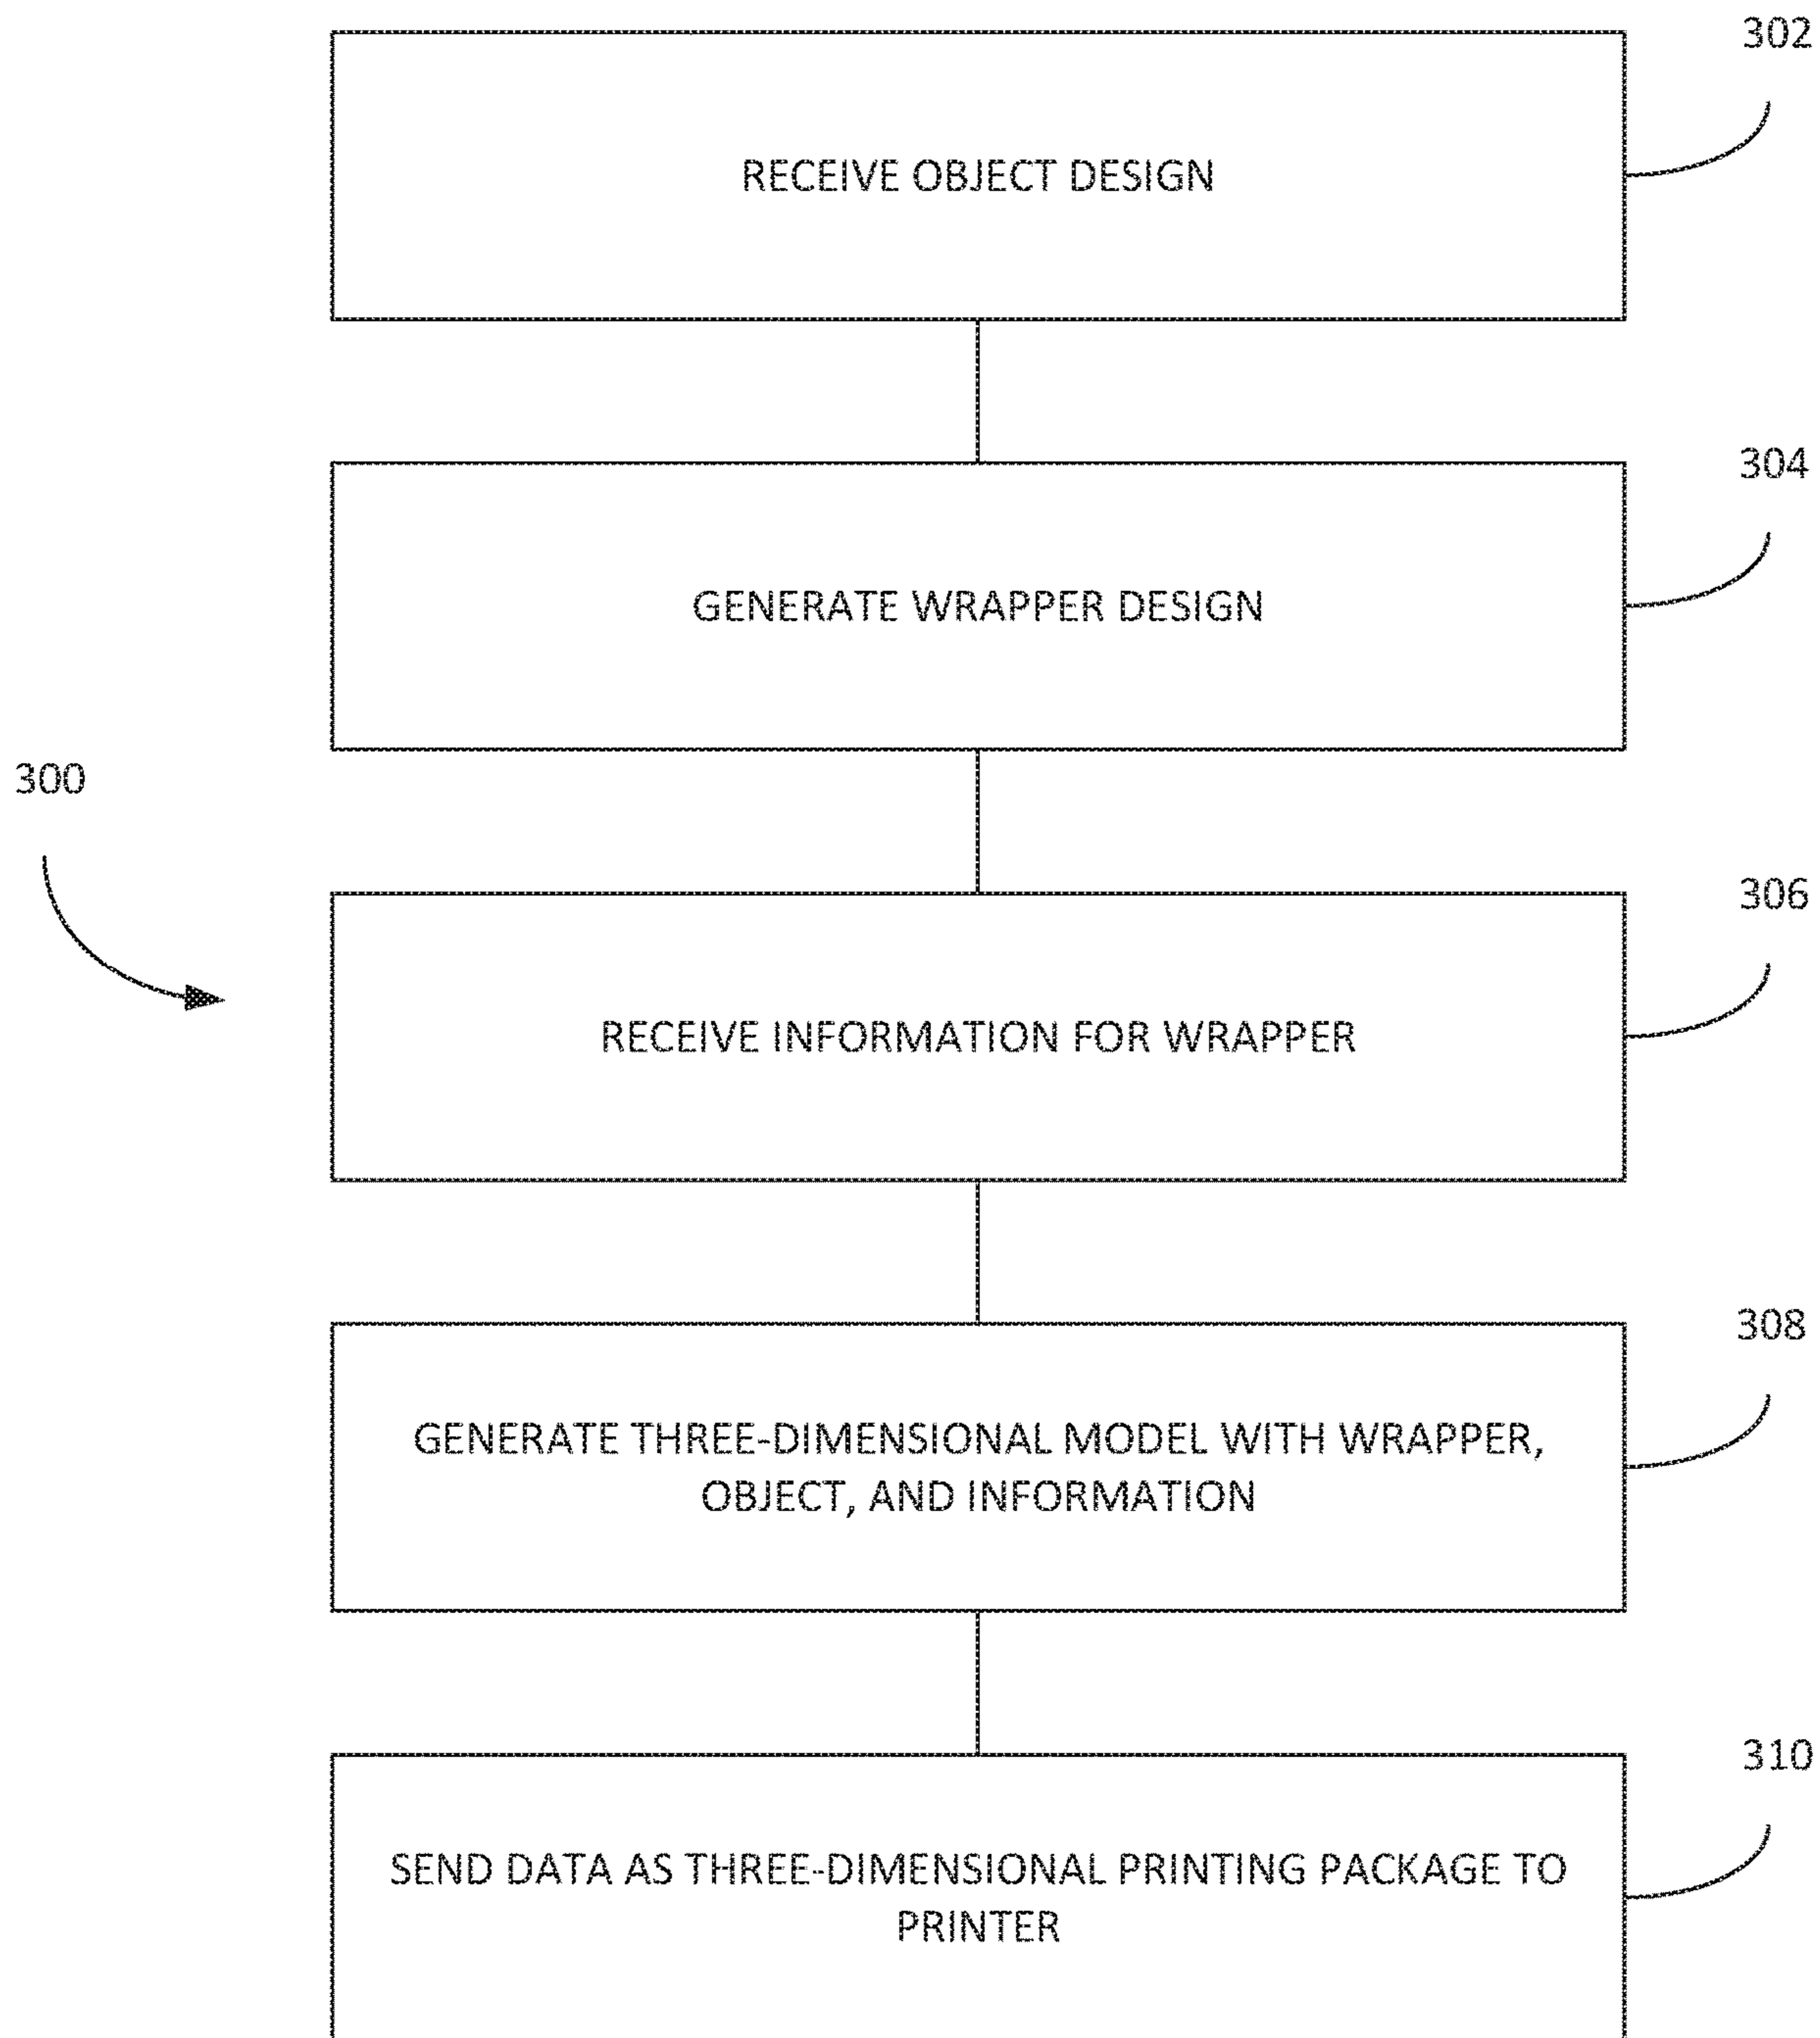 302
RECEIVE OBJECT DESIGN
304
GENERATE WRAPPER DESIGN
300
306
RECEIVE INFORMATION FOR WRAPPER
308
GENERATE THREE-DIMENSIONAL MODEL WITH WRAPPER,
OBJECT, AND INFORMATION
310
SEND DATA AS THREE-DIMENSIONAL PRINTING PACKAGE TO
PRINTER